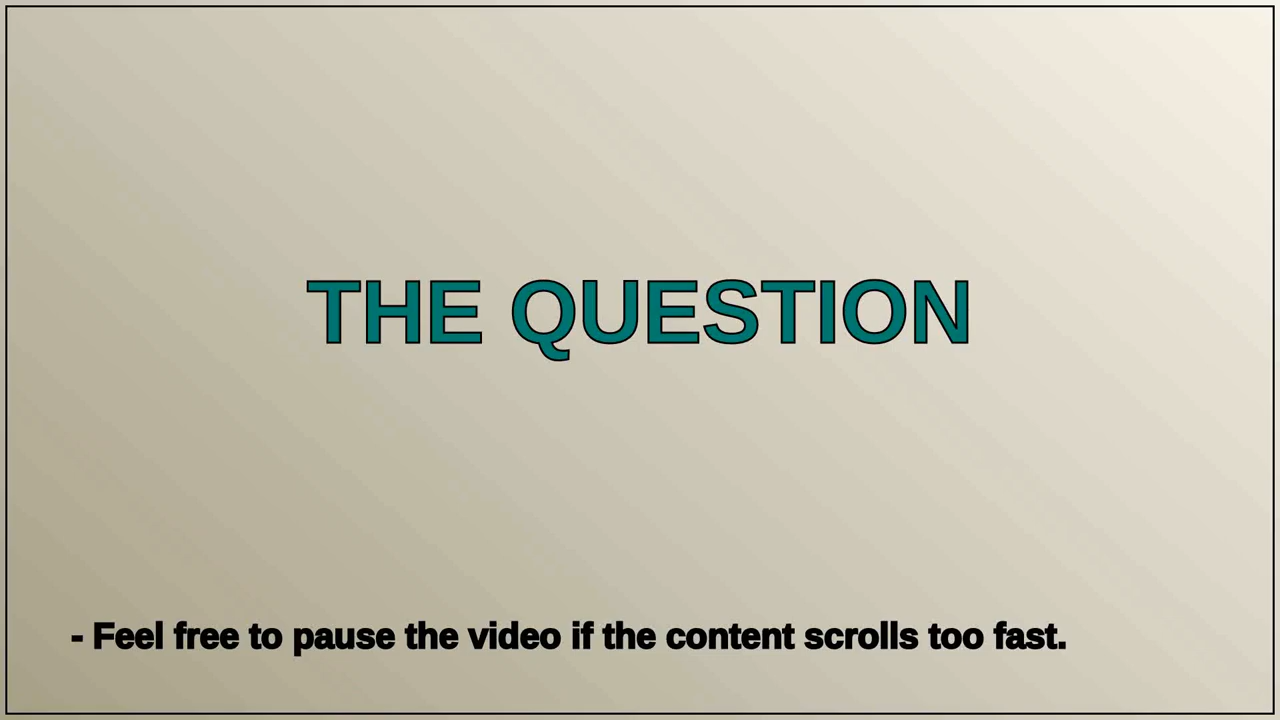 THE QUESTION
- Feel free to pause the video if the content scrolls too fast.